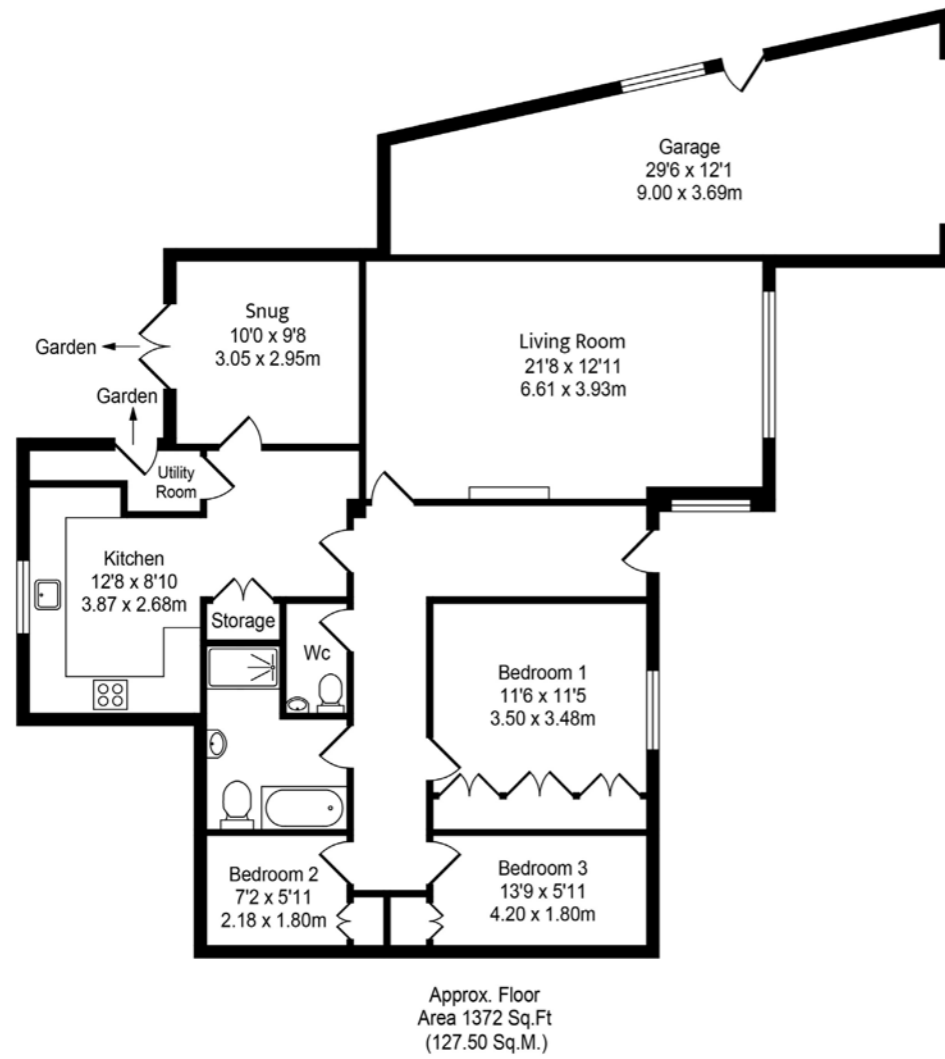 Garage
29'6 x 12'1
9.00 x 3.69m
Snug
10'0 x 9'8
3.05 x 2.95m
Garden
Living Room
21'8 x 12'11
6.61 x 3.93m
Garden
Utility
Room
Kitchen
12'8 x 8'10
3.87 x 2.68m
Storage
Wc
Bedroom 1
11'6 x 11'5
3.50 x 3.48m
Bedroom 2
7'2 x 5'11
2.18 x 1.80m
Bedroom 3
13'9 x 5'11
4.20 x 1.80m
Approx. Floor
Area 1372 Sq.Ft
(127.50 Sq.M.)